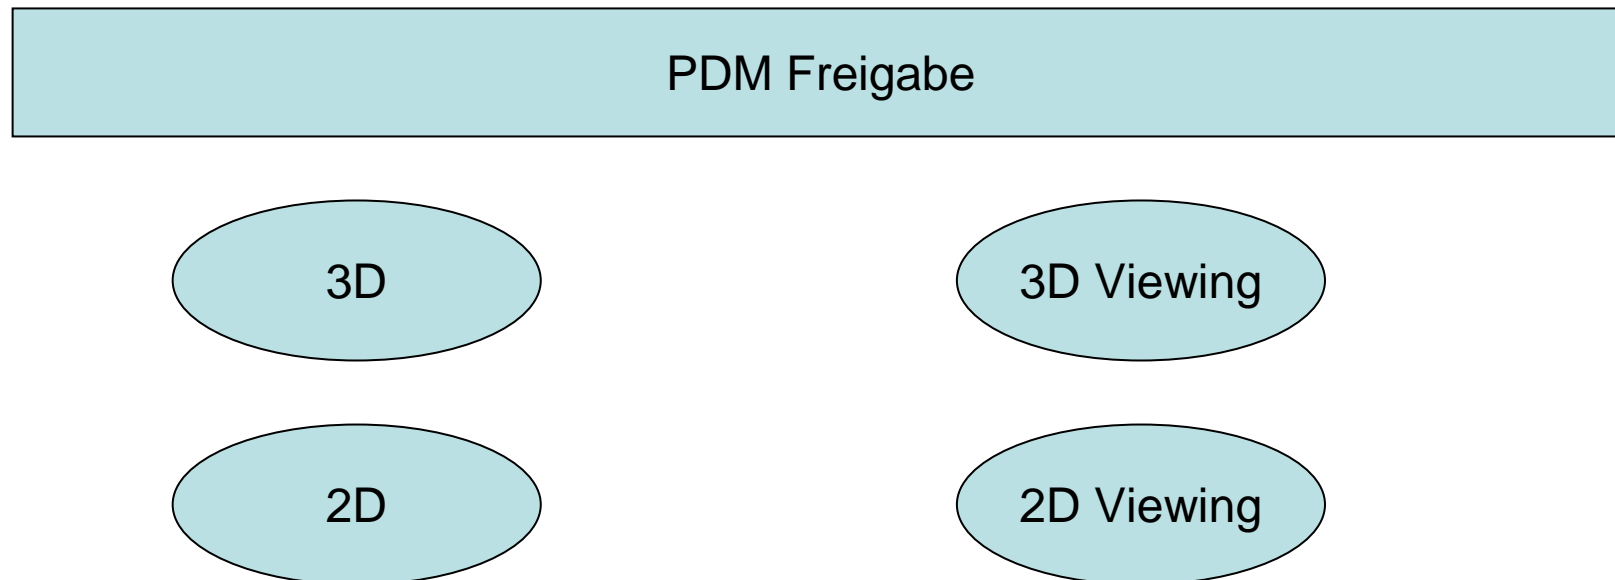 PDM Freigabe
3D
3D Viewing
2D
2D Viewing